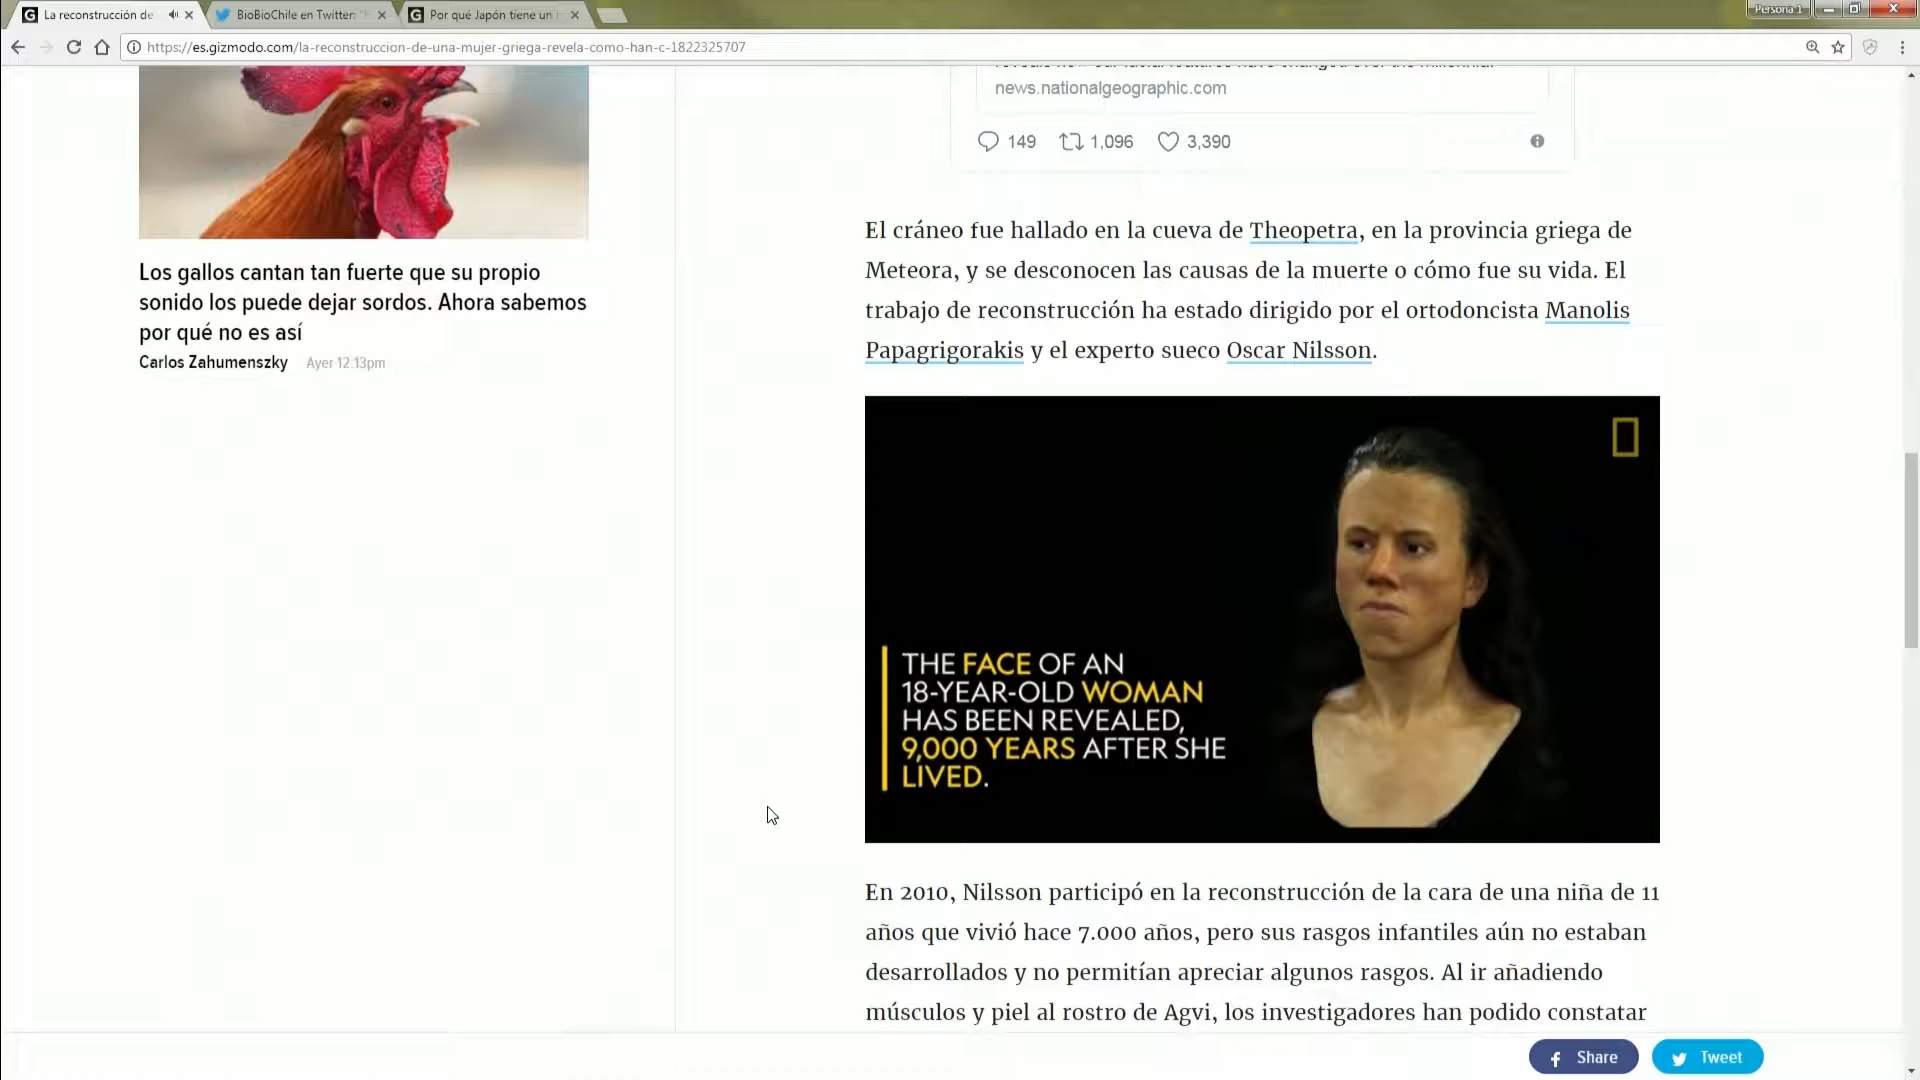 La reconstrucción de
BioBioChile en Twitter: "
Por qué Japón tiene un
Persona 1
https://es.gizmodo.com/la-reconstruccion-de-una-mujer-griega-revela-como-han-c-1822325707
news.nationalgeographic.com
149 1,096 3,390
Los gallos cantan tan fuerte que su propio
sonido los puede dejar sordos. Ahora sabemos
por qué no es así
Carlos Zahumenszky Ayer 12:13pm
El cráneo fue hallado en la cueva de Theopetra, en la provincia griega de
Meteora, y se desconocen las causas de la muerte o cómo fue su vida. El
trabajo de reconstrucción ha estado dirigido por el ortodoncista Manolis
Papagrigorakis y el experto sueco Oscar Nilsson.
THE FACE OF AN
18-YEAR-OLD WOMAN
HAS BEEN REVEALED,
9,000 YEARS AFTER SHE
LIVED.
En 2010, Nilsson participó en la reconstrucción de la cara de una niña de 11
años que vivió hace 7.000 años, pero sus rasgos infantiles aún no estaban
desarrollados y no permitían apreciar algunos rasgos. Al ir añadiendo
músculos y piel al rostro de Agvi, los investigadores han podido constatar
Share Tweet